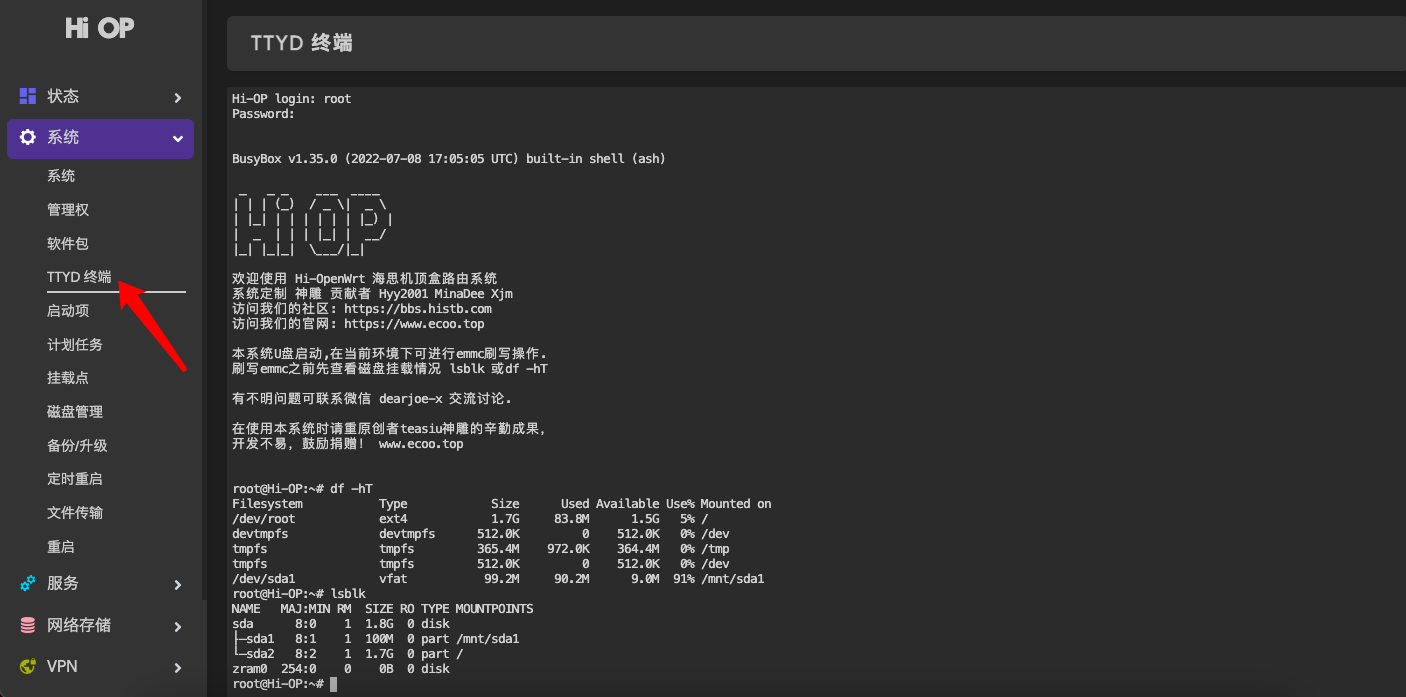 Hi OP
状态
系统
系统
管理权
软件包
TTYD 终端
启动项
计划任务
挂载点
磁盘管理
备份/升级
定时重启
文件传输
重启
服务
网络存储
VPN
TTYD 终端
Hi-OP login: root
Password:
BusyBox v1.35.0 (2022-07-08 17:05:05 UTC) built-in shell (ash)
 _   _ _    ___  ____
| | | (_)  / _ \|  _ \
| |_| | | | | | | |_) |
|  _  | | | |_| |  __/
|_| |_|_|  \___/|_|
欢迎使用 Hi-OpenWrt 海思机顶盒路由系统
系统定制 神雕 贡献者 Hyy2001 MinaDee Xjm
访问我们的社区: https://bbs.histb.com
访问我们的官网: https://www.ecoo.top
本系统U盘启动,在当前环境下可进行emmc刷写操作.
刷写emmc之前先查看磁盘挂载情况 lsblk 或df -hT
有不明问题可联系微信 dearjoe-x 交流讨论.
在使用本系统时请重原创者teasiu神雕的辛勤成果,
开发不易, 鼓励捐赠! www.ecoo.top
root@Hi-OP:~# df -hT
Filesystem           Type            Size      Used Available Use% Mounted on
/dev/root            ext4            1.7G     83.8M      1.5G   5% /
devtmpfs             devtmpfs      512.0K         0    512.0K   0% /dev
tmpfs                tmpfs         365.4M    972.0K    364.4M   0% /tmp
tmpfs                tmpfs         512.0K         0    512.0K   0% /dev
/dev/sda1            vfat           99.2M     90.2M      9.0M  91% /mnt/sda1
root@Hi-OP:~# lsblk
NAME   MAJ:MIN RM  SIZE RO TYPE MOUNTPOINTS
sda      8:0    1  1.8G  0 disk
├─sda1   8:1    1  100M  0 part /mnt/sda1
└─sda2   8:2    1  1.7G  0 part /
zram0  254:0    0    0B  0 disk
root@Hi-OP:~#